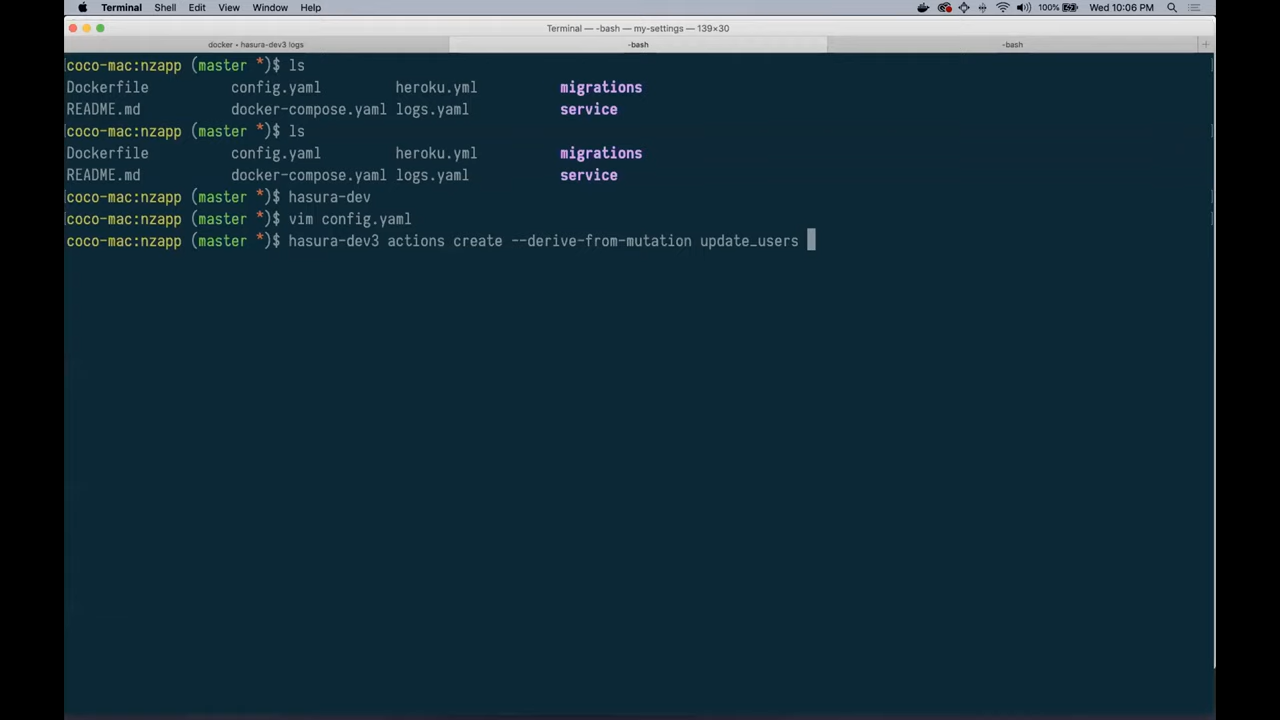 Terminal Shell Edit View Window Help 100% Wed 10:06 PM
Terminal — -bash — my-settings — 139×30
docker • hasura-dev3 logs -bash -bash
coco-mac:nzapp (master *)$ ls
Dockerfile config.yaml heroku.yml migrations
README.md docker-compose.yaml logs.yaml service
coco-mac:nzapp (master *)$ ls
Dockerfile config.yaml heroku.yml migrations
README.md docker-compose.yaml logs.yaml service
coco-mac:nzapp (master *)$ hasura-dev
coco-mac:nzapp (master *)$ vim config.yaml
coco-mac:nzapp (master *)$ hasura-dev3 actions create --derive-from-mutation update_users